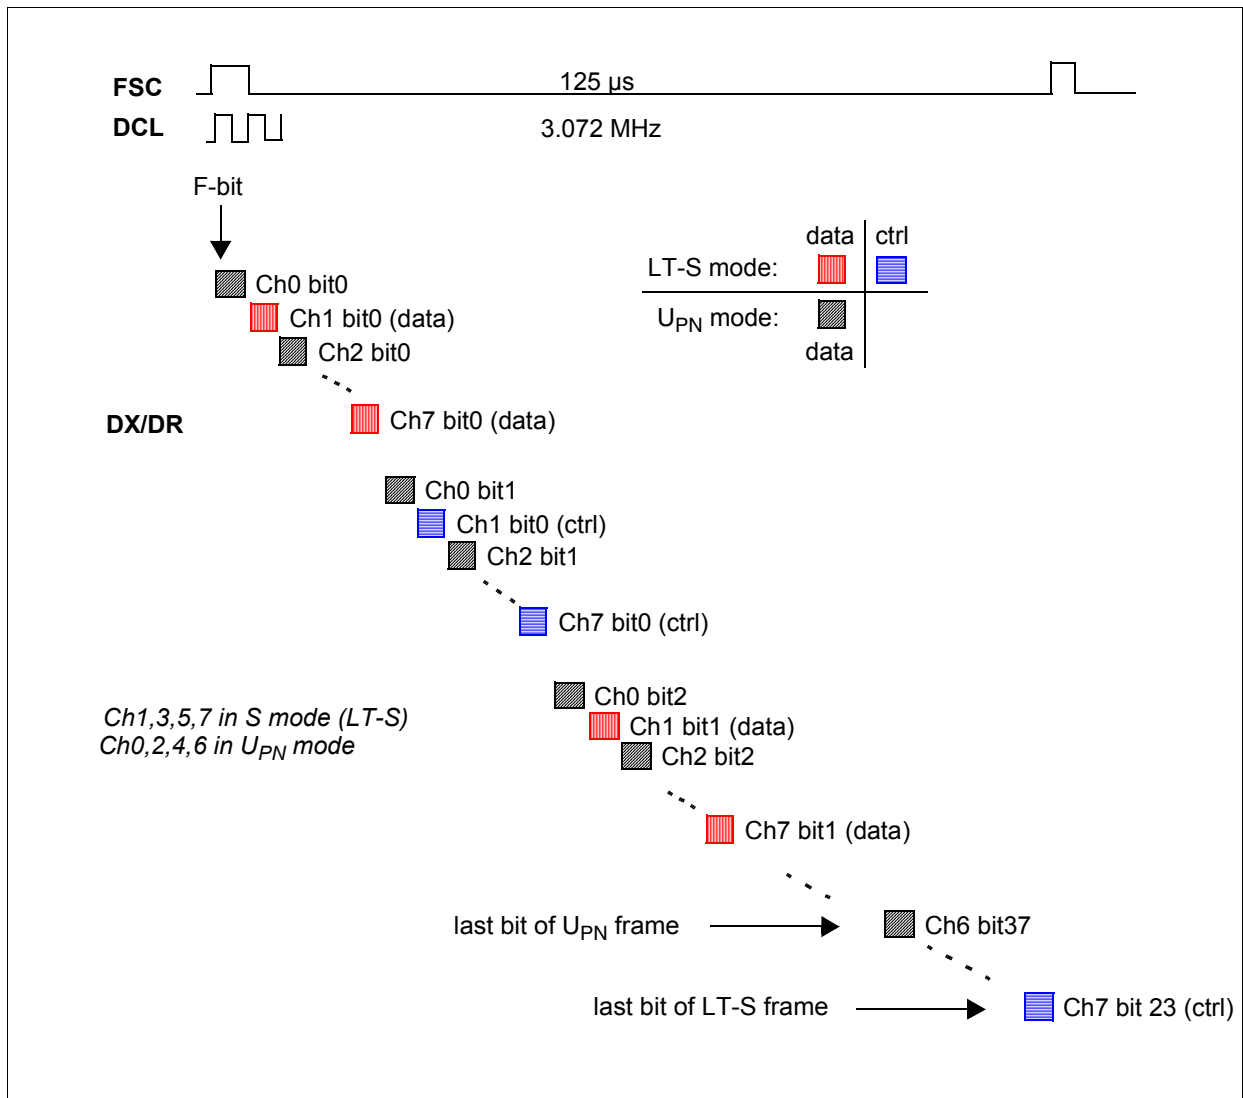 FSC
125 µs
DCL
3.072 MHz
F-bit
data ctrl
LT-S mode:
UPN mode:
data
Ch0 bit0
Ch1 bit0 (data)
Ch2 bit0
DX/DR
Ch7 bit0 (data)
Ch0 bit1
Ch1 bit0 (ctrl)
Ch2 bit1
Ch7 bit0 (ctrl)
Ch0 bit2
Ch1,3,5,7 in S mode (LT-S)
Ch1 bit1 (data)
Ch0,2,4,6 in UPN mode
Ch2 bit2
Ch7 bit1 (data)
last bit of UPN frame
Ch6 bit37
last bit of LT-S frame
Ch7 bit 23 (ctrl)